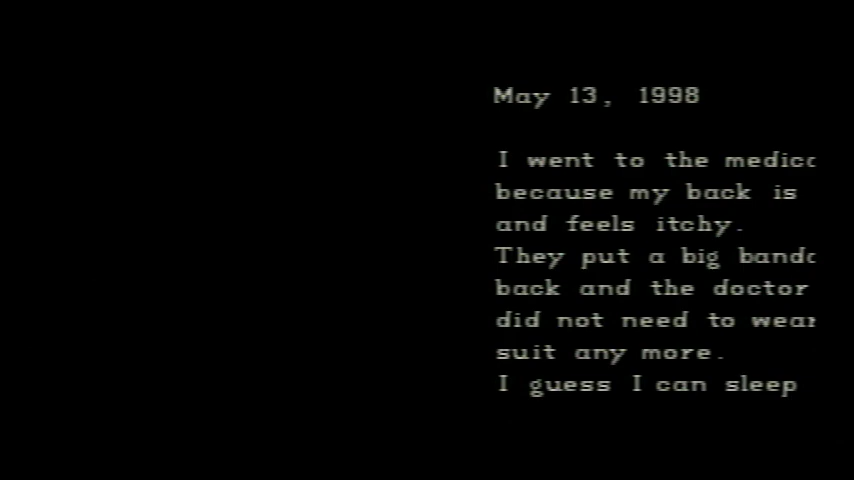 May 13, 1998
I went to the
because my back is
and feels itchy.
They put a big
back and the doctor
did not need to
suit any more.
I guess I can sleep